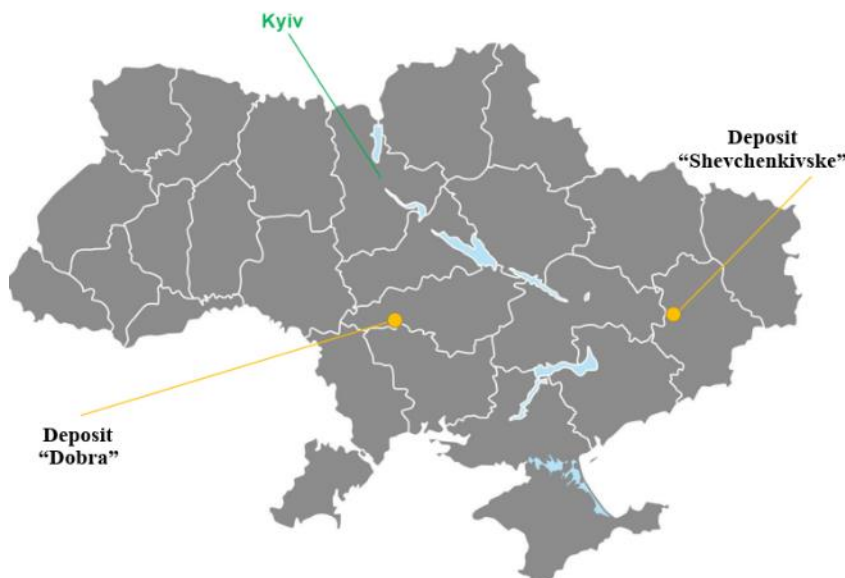 Kyiv
Deposit
“Shevchenkivske”
Deposit
“Dobra”